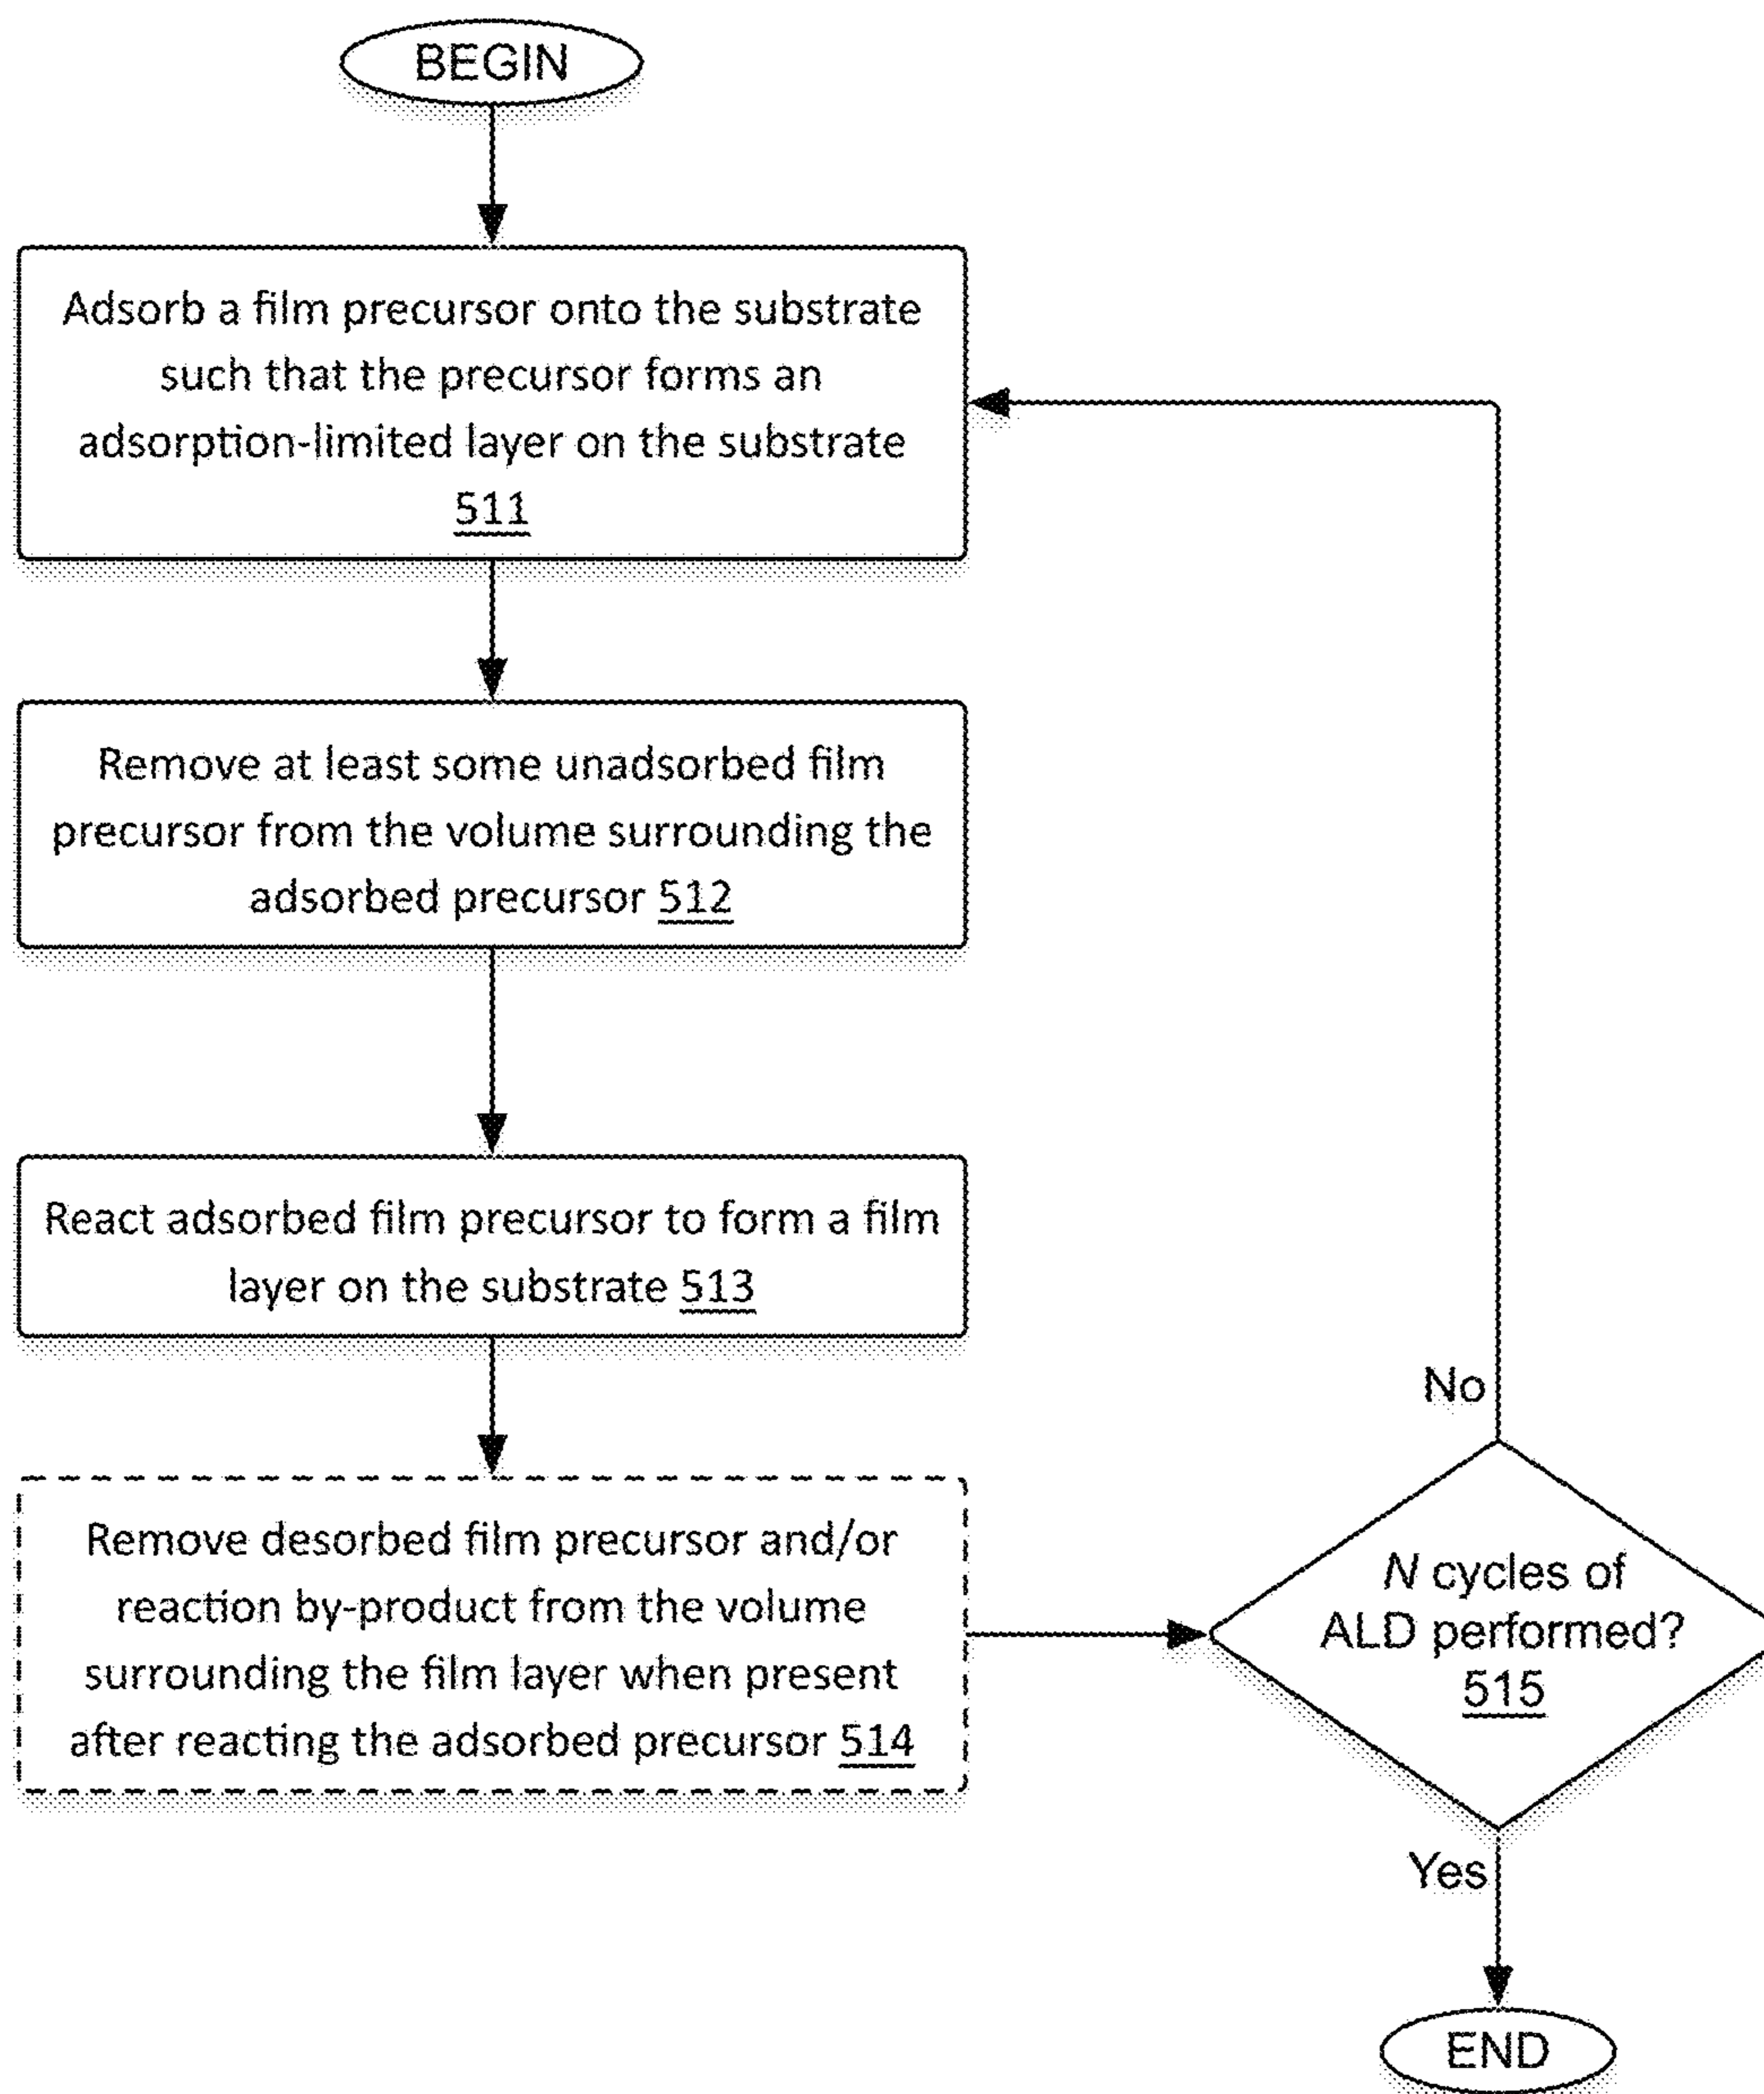 BEGIN
Adsorb a film precursor onto the substrate
such that the precursor forms an
adsorption-limited layer on the substrate
511
Remove at least some unadsorbed film
precursor from the volume surrounding the
adsorbed precursor 512
React adsorbed film precursor to form a film
layer on the substrate 513
Remove desorbed film precursor and/or
reaction by-product from the volume
surrounding the film layer when present
after reacting the adsorbed precursor 514
No
N cycles of
ALD performed?
515
Yes
END